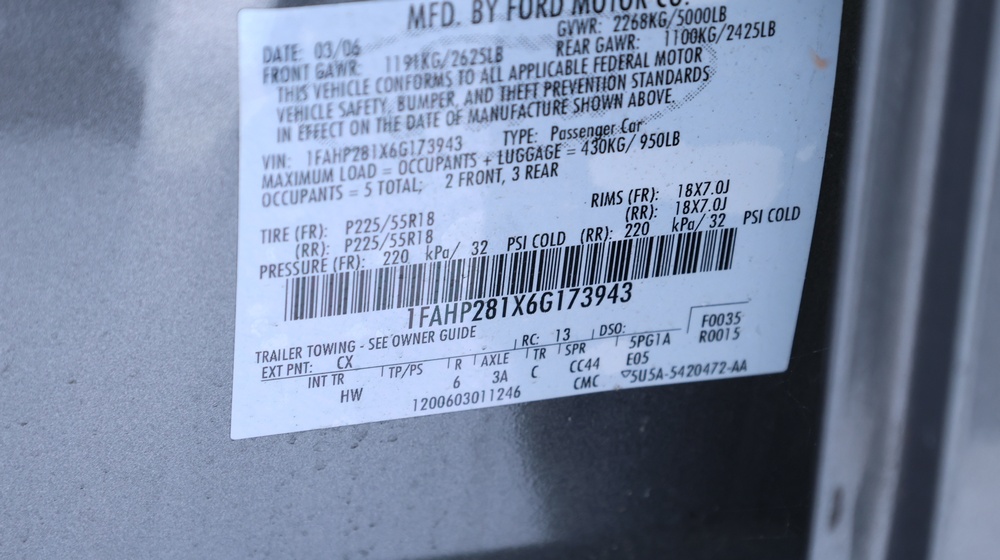 MFD. BY FORD MOTOR CO.
DATE: 03/06 GVWR: 2268KG/5000LB
FRONT GAWR: 1191KG/2625LB REAR GAWR: 1100KG/2425LB
THIS VEHICLE CONFORMS TO ALL APPLICABLE FEDERAL MOTOR
VEHICLE SAFETY, BUMPER, AND THEFT PREVENTION STANDARDS
IN EFFECT ON THE DATE OF MANUFACTURE SHOWN ABOVE.
VIN: 1FAHP281X6G173943 TYPE: Passenger Car
MAXIMUM LOAD = OCCUPANTS + LUGGAGE = 430KG/ 950LB
OCCUPANTS = 5 TOTAL; 2 FRONT, 3 REAR
TIRE (FR): P225/55R18 RIMS (FR): 18X7.0J
(RR): P225/55R18 (RR): 18X7.0J
PRESSURE (FR): 220 kPa/ 32 PSI COLD (RR): 220 kPa/ 32 PSI COLD
1FAHP281X6G173943
TRAILER TOWING - SEE OWNER GUIDE F0035
EXT PNT: CX RC: 13 DSO: R0015
INT TR TP/PS R AXLE TR SPR 5PG1A
HW 6 3A C CC44 E05
1200603011246 CMC 5U5A-5420472-AA